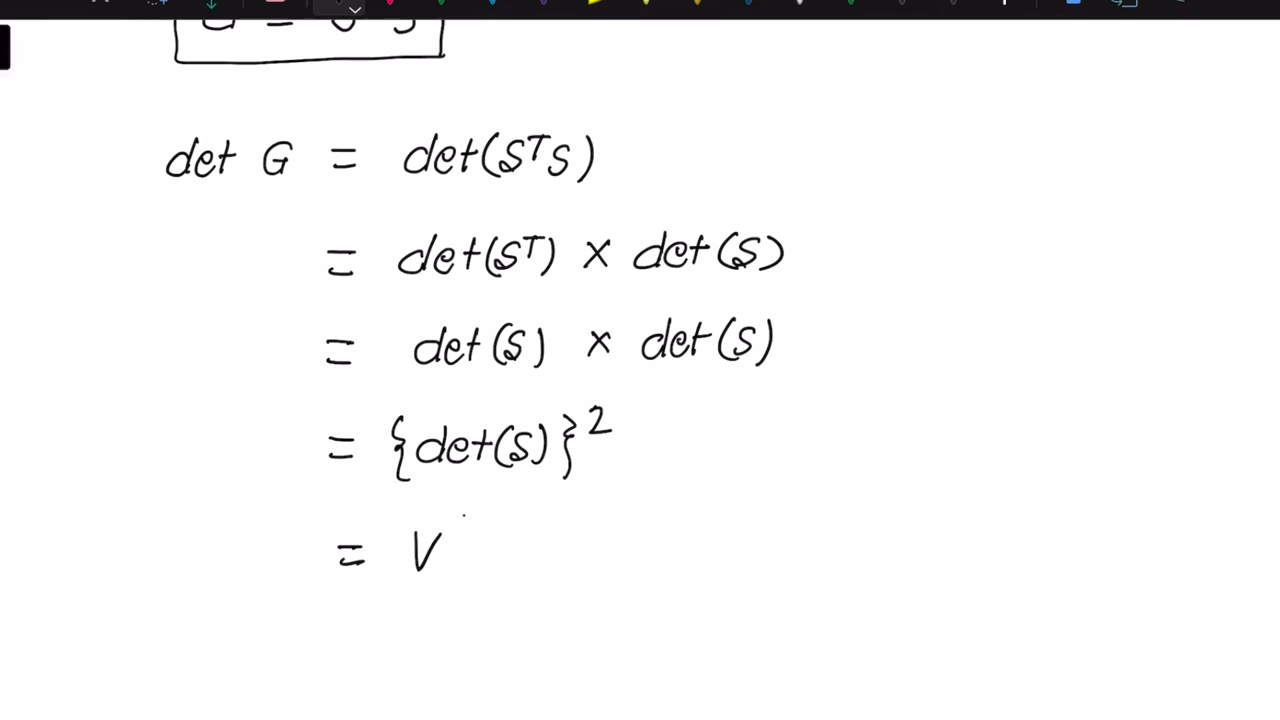 det G = det(SᵀS)
= det(Sᵀ) × det(S)
= det(S) × det(S)
= {det(S)}²
= V